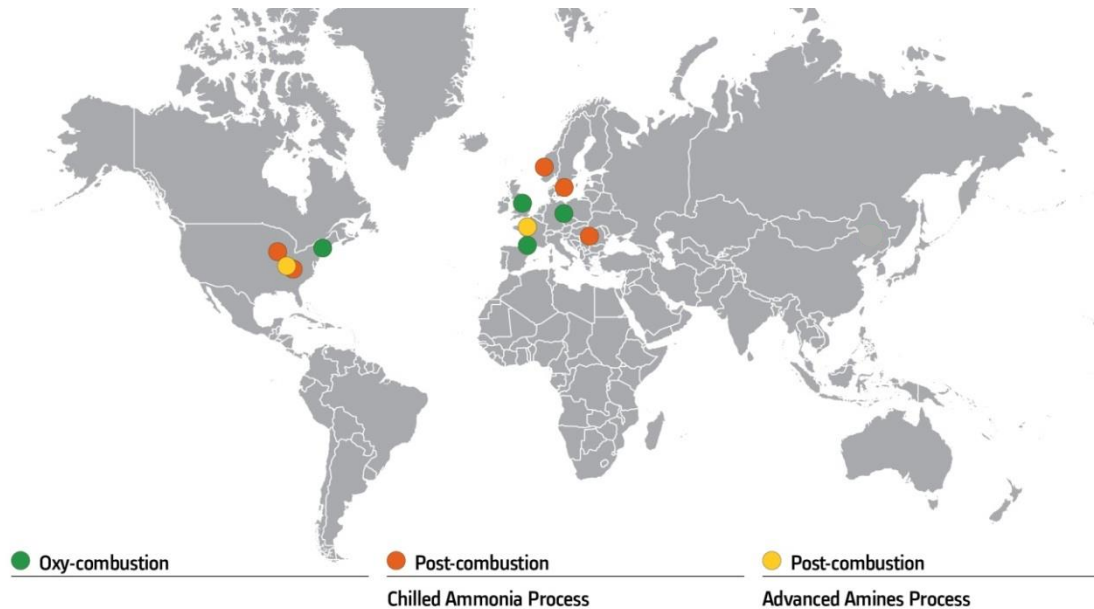 Oxy-combustion
Post-combustion
Chilled Ammonia Process
Post-combustion
Advanced Amines Process